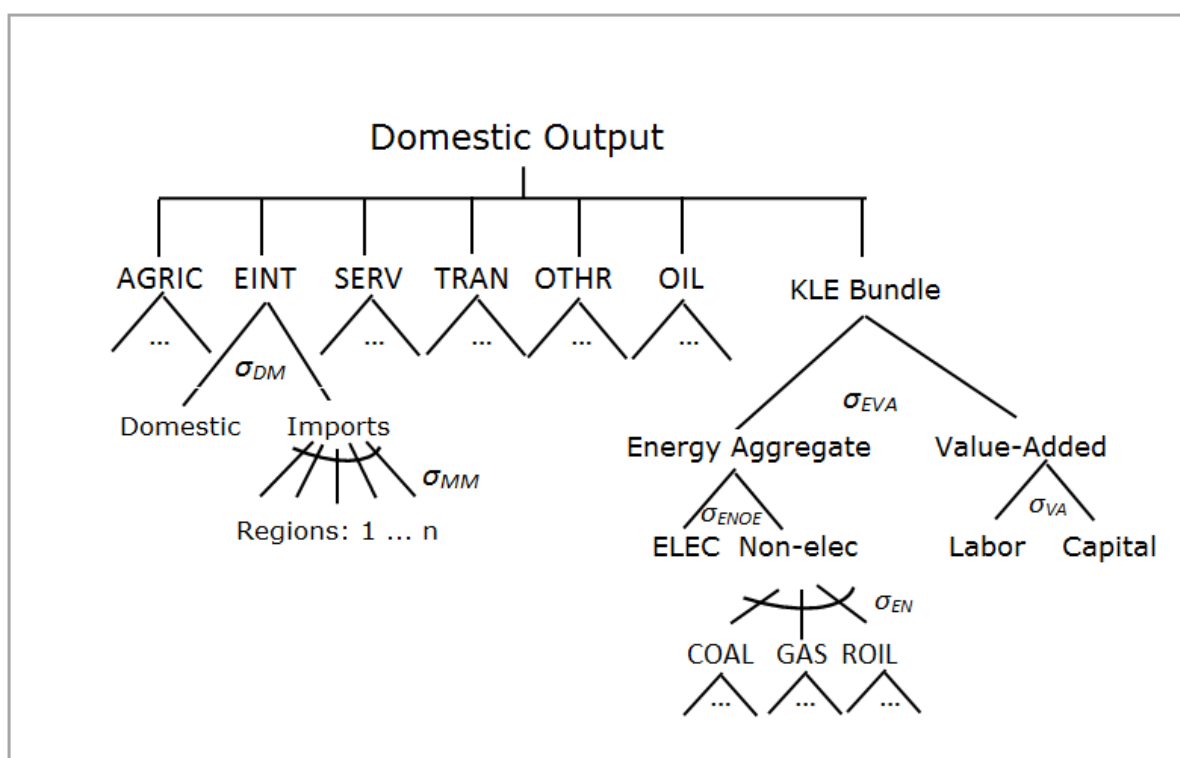 Domestic Output
AGRIC EINT SERV TRAN OTHR OIL KLE Bundle
... ... ... ... ...
σDM
σEVA
Domestic Imports
Energy Aggregate Value-Added
σMM
σENOE σVA
Regions: 1 ... n
ELEC Non-elec Labor Capital
σEN
COAL GAS ROIL
... ... ...